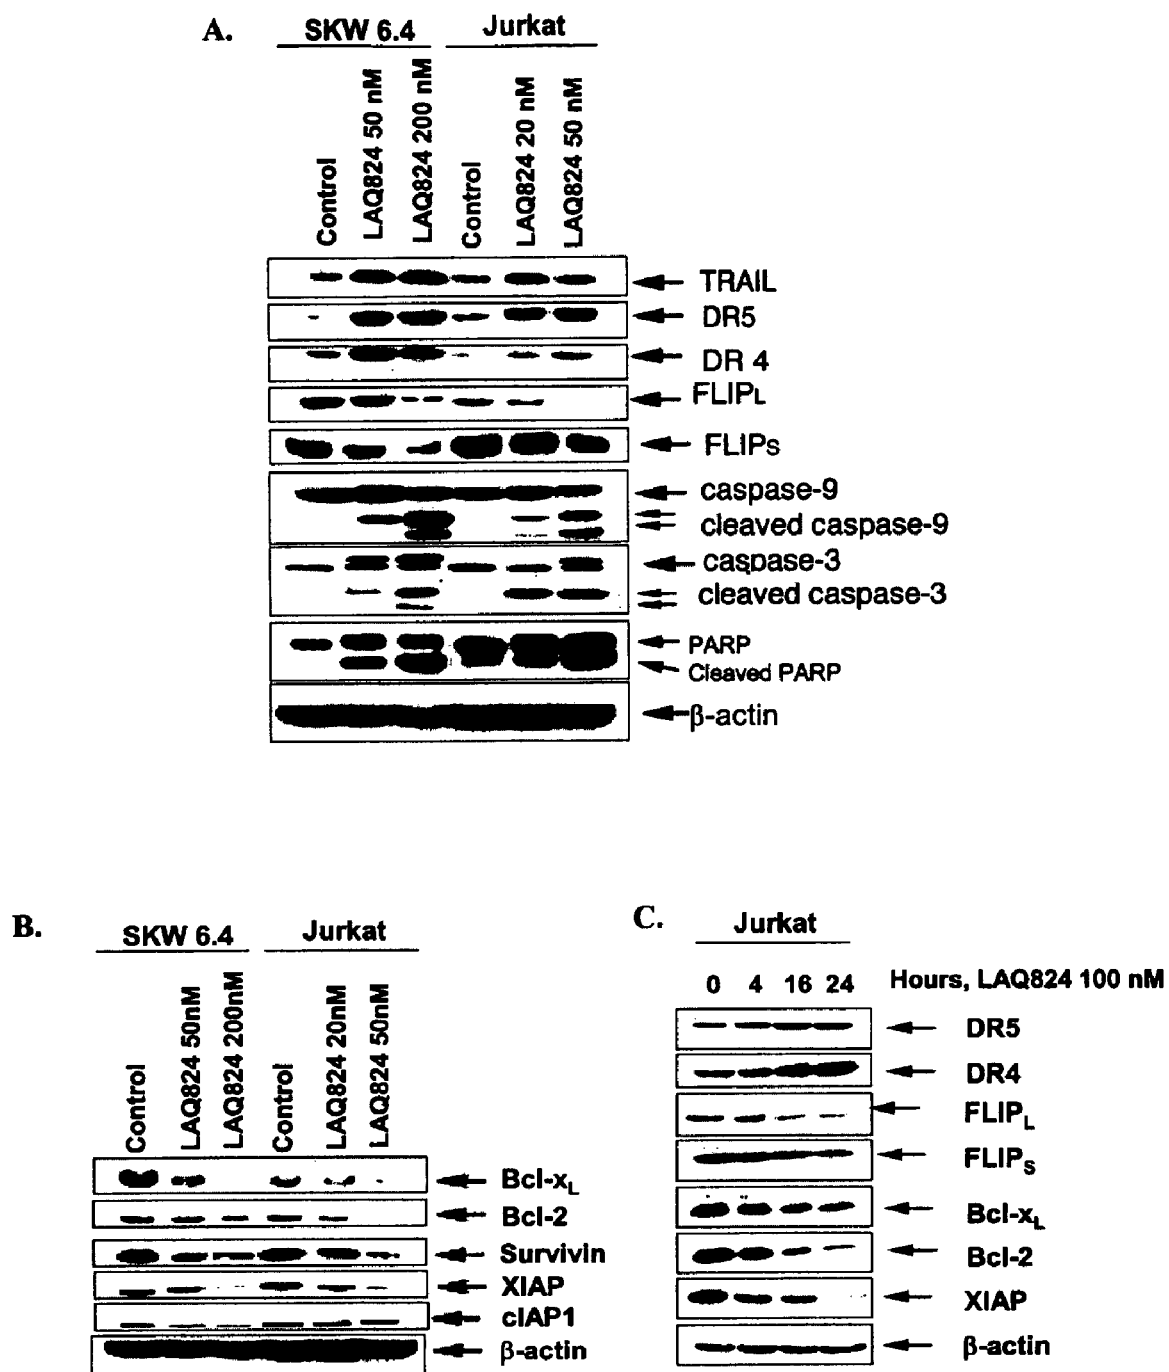 A.
SKW 6.4 Jurkat
Control
LAQ824 50 nM
LAQ824 200 nM
Control
LAQ824 20 nM
LAQ824 50 nM
TRAIL
DR5
DR 4
FLIPL
FLIPs
caspase-9
cleaved caspase-9
caspase-3
cleaved caspase-3
PARP
Cleaved PARP
β-actin
B.
SKW 6.4 Jurkat
Control
LAQ824 50nM
LAQ824 200nM
Control
LAQ824 20nM
LAQ824 50nM
Bcl-xL
Bcl-2
Survivin
XIAP
cIAP1
β-actin
C.
Jurkat
0 4 16 24 Hours, LAQ824 100 nM
DR5
DR4
FLIPL
FLIPS
Bcl-xL
Bcl-2
XIAP
β-actin